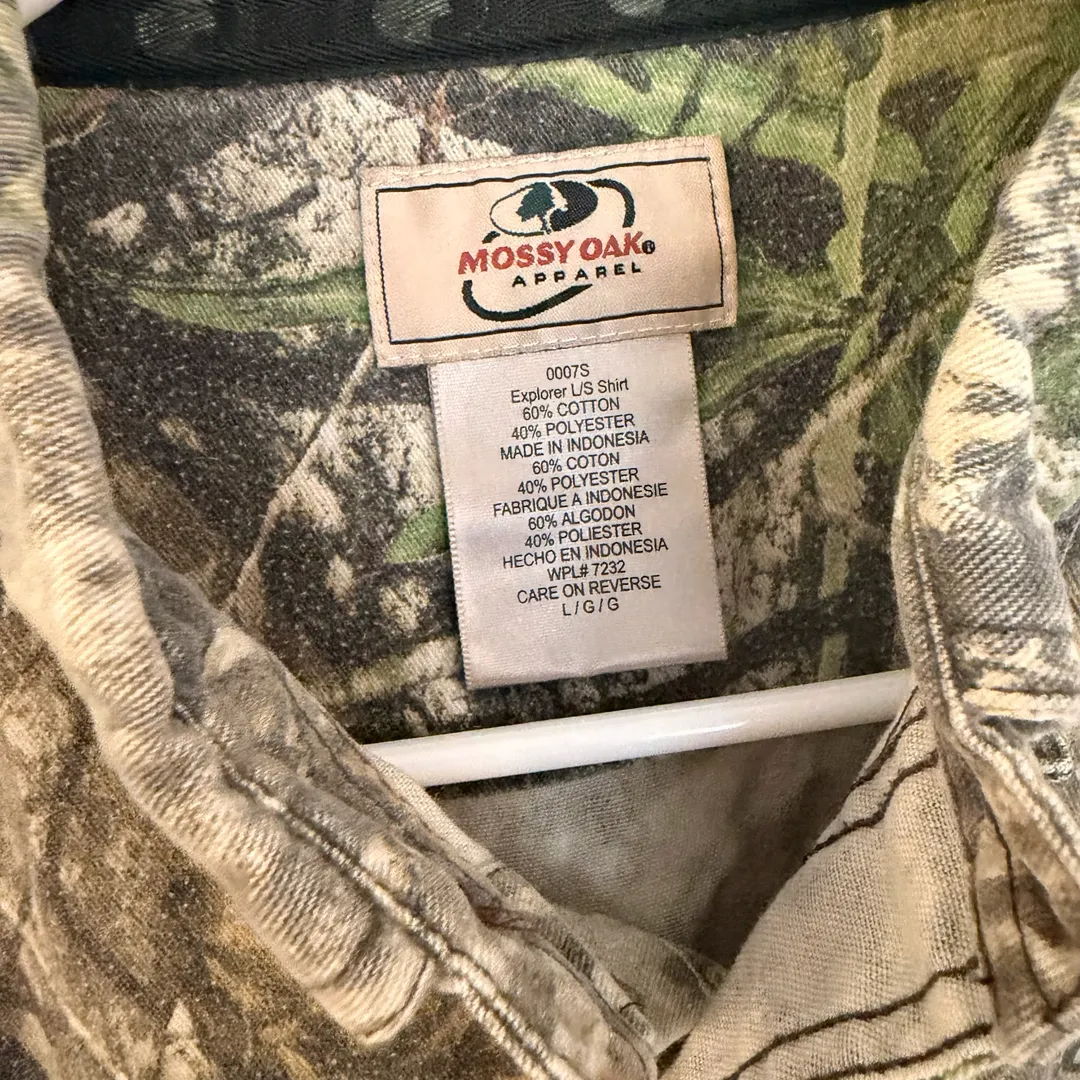 MOSSY OAK®
APPAREL
0007S
Explorer L/S Shirt
60% COTTON
40% POLYESTER
MADE IN INDONESIA
60% COTON
40% POLYESTER
FABRIQUE A INDONESIE
60% ALGODON
40% POLIESTER
HECHO EN INDONESIA
WPL# 7232
CARE ON REVERSE
L / G / G